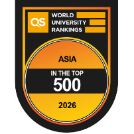 QS
WORLD
UNIVERSITY
RANKINGS
ASIA
IN THE TOP
500
2026